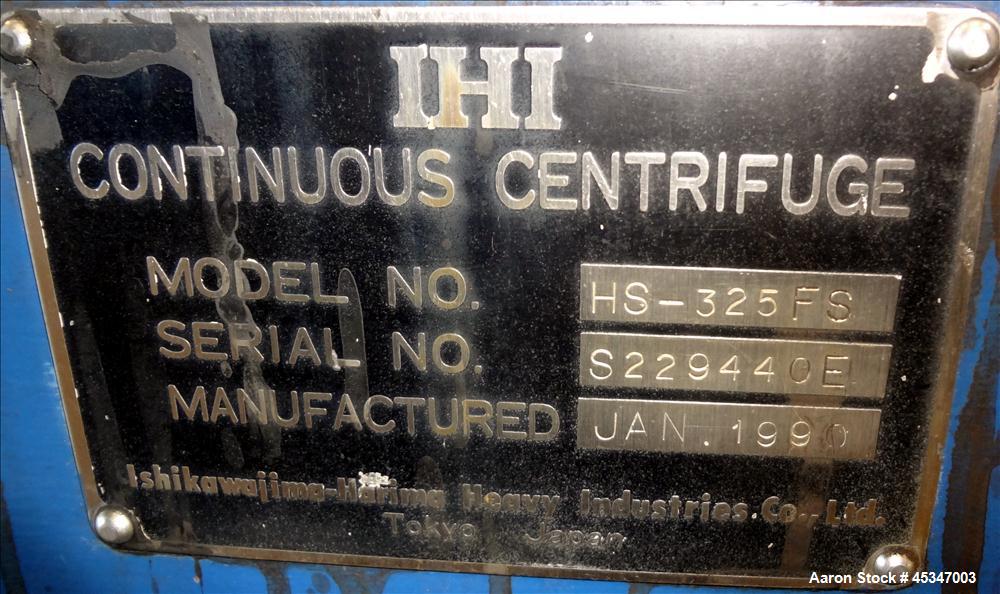 IHI
CONTINUOUS CENTRIFUGE
MODEL NO. HS-325FS
SERIAL NO. S229440E
MANUFACTURED JAN. 1990
Ishikawajima-Harima Heavy Industries Co., Ltd.
Tokyo Japan
Aaron Stock # 45347003